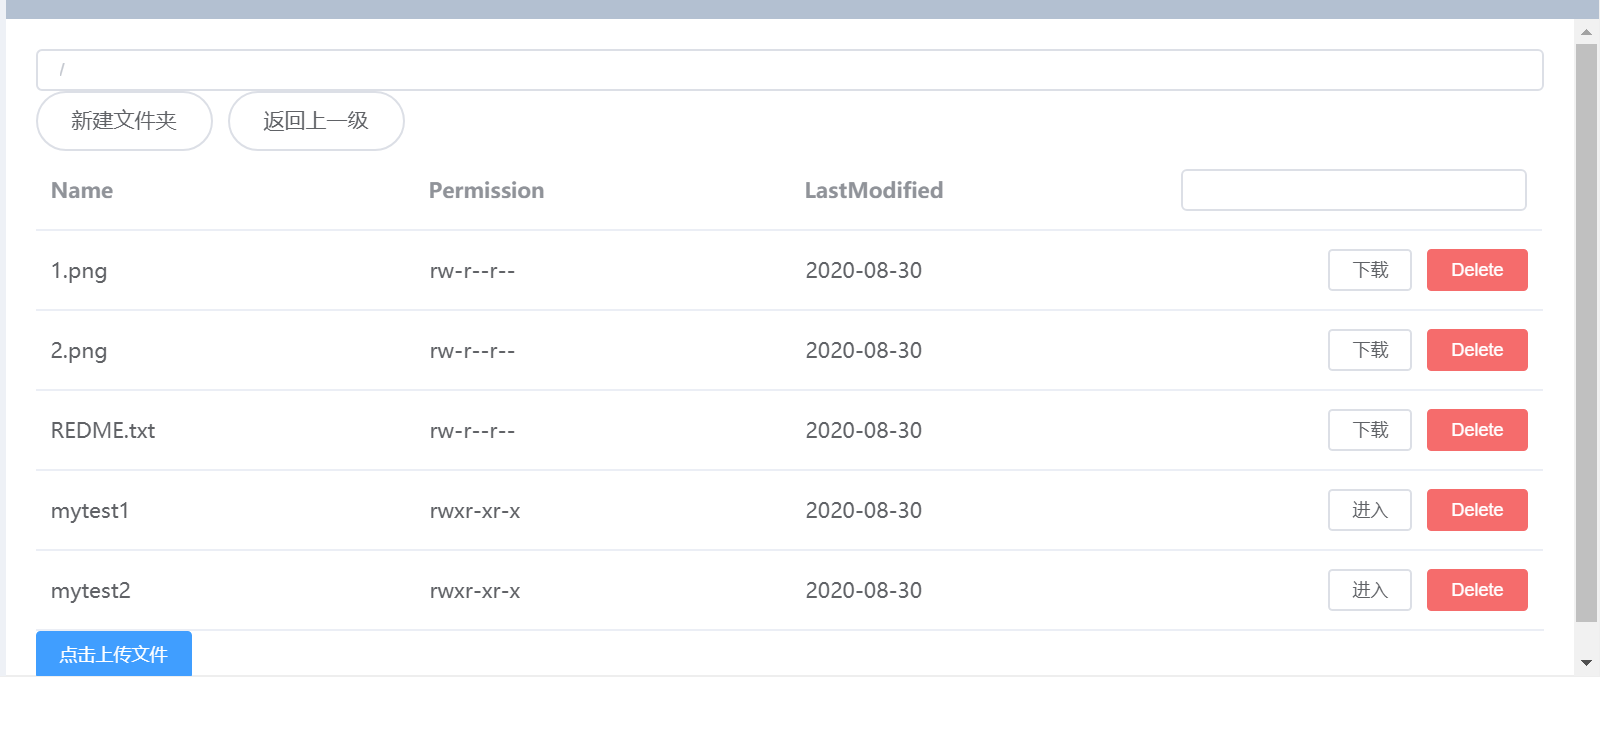 /
新建文件夹 返回上一级
Name Permission LastModified
1.png rw-r--r-- 2020-08-30 下载 Delete
2.png rw-r--r-- 2020-08-30 下载 Delete
REDME.txt rw-r--r-- 2020-08-30 下载 Delete
mytest1 rwxr-xr-x 2020-08-30 进入 Delete
mytest2 rwxr-xr-x 2020-08-30 进入 Delete
点击上传文件